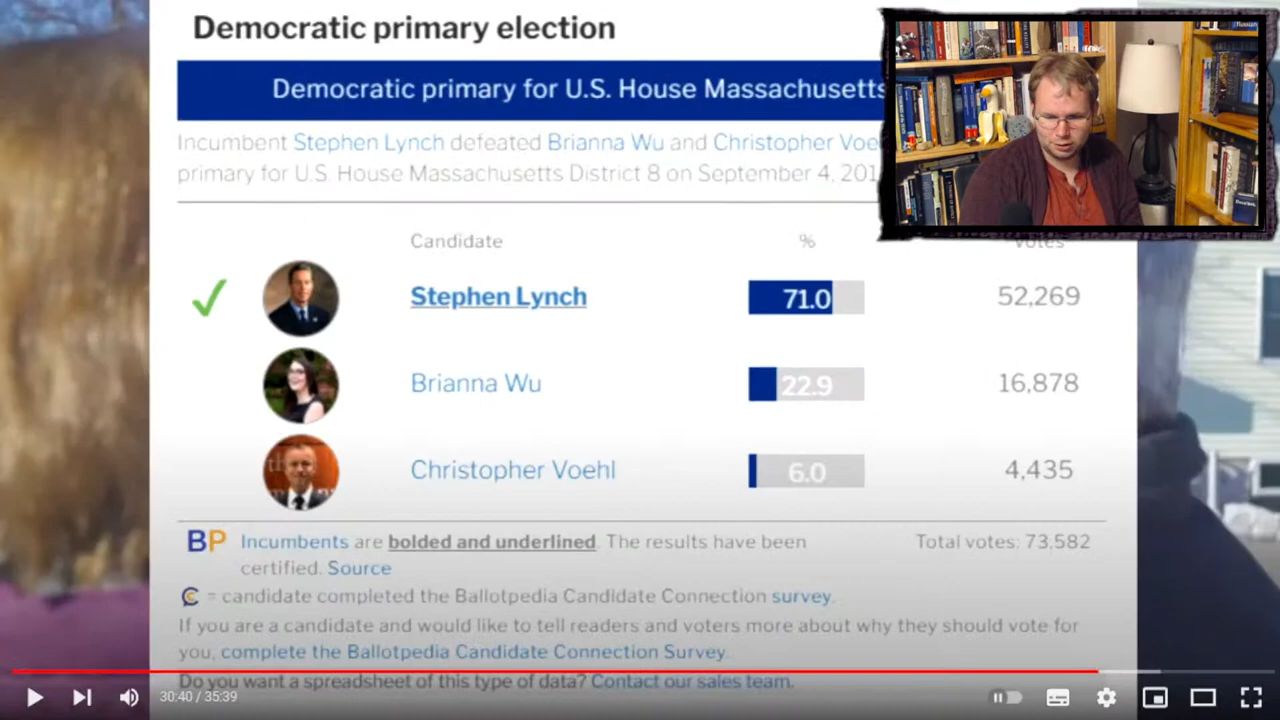 Democratic primary election
Democratic primary for U.S. House Massachusetts
Incumbent Stephen Lynch defeated Brianna Wu and Christopher
primary for U.S. House Massachusetts District 8 on September 4, 201
Candidate % Votes
Stephen Lynch 71.0 52,269
Brianna Wu 22.9 16,878
Christopher Voehl 6.0 4,435
BP Incumbents are bolded and underlined. The results have been Total votes: 73,582
certified. Source
= candidate completed the Ballotpedia Candidate Connection survey.
If you are a candidate and would like to tell readers and voters more about why they should vote for
you, complete the Ballotpedia Candidate Connection Survey.
Do you want a spreadsheet of this type of data? Contact our sales team.
30:40 / 35:39